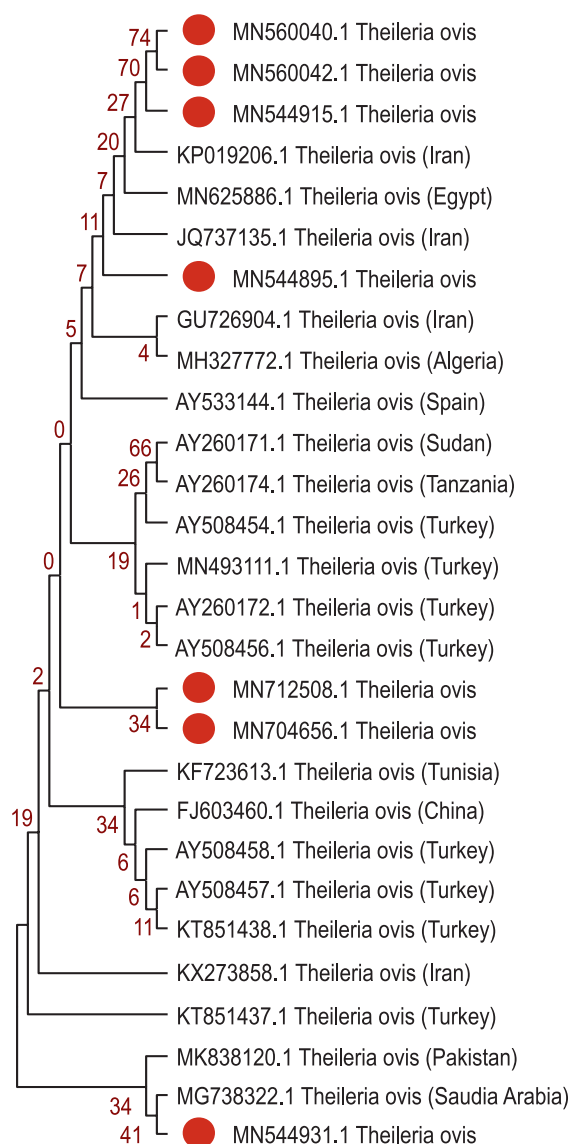 74
MN560040.1 Theileria ovis
70
MN560042.1 Theileria ovis
27
MN544915.1 Theileria ovis
20
KP019206.1 Theileria ovis (Iran)
7
MN625886.1 Theileria ovis (Egypt)
11
JQ737135.1 Theileria ovis (Iran)
7
MN544895.1 Theileria ovis
GU726904.1 Theileria ovis (Iran)
4
MH327772.1 Theileria ovis (Algeria)
5
AY533144.1 Theileria ovis (Spain)
0
66
AY260171.1 Theileria ovis (Sudan)
26
AY260174.1 Theileria ovis (Tanzania)
AY508454.1 Theileria ovis (Turkey)
0
19
MN493111.1 Theileria ovis (Turkey)
1
AY260172.1 Theileria ovis (Turkey)
2
AY508456.1 Theileria ovis (Turkey)
2
MN712508.1 Theileria ovis
34
MN704656.1 Theileria ovis
KF723613.1 Theileria ovis (Tunisia)
19
34
FJ603460.1 Theileria ovis (China)
6
AY508458.1 Theileria ovis (Turkey)
6
AY508457.1 Theileria ovis (Turkey)
11
KT851438.1 Theileria ovis (Turkey)
KX273858.1 Theileria ovis (Iran)
KT851437.1 Theileria ovis (Turkey)
MK838120.1 Theileria ovis (Pakistan)
34
MG738322.1 Theileria ovis (Saudia Arabia)
41
MN544931.1 Theileria ovis